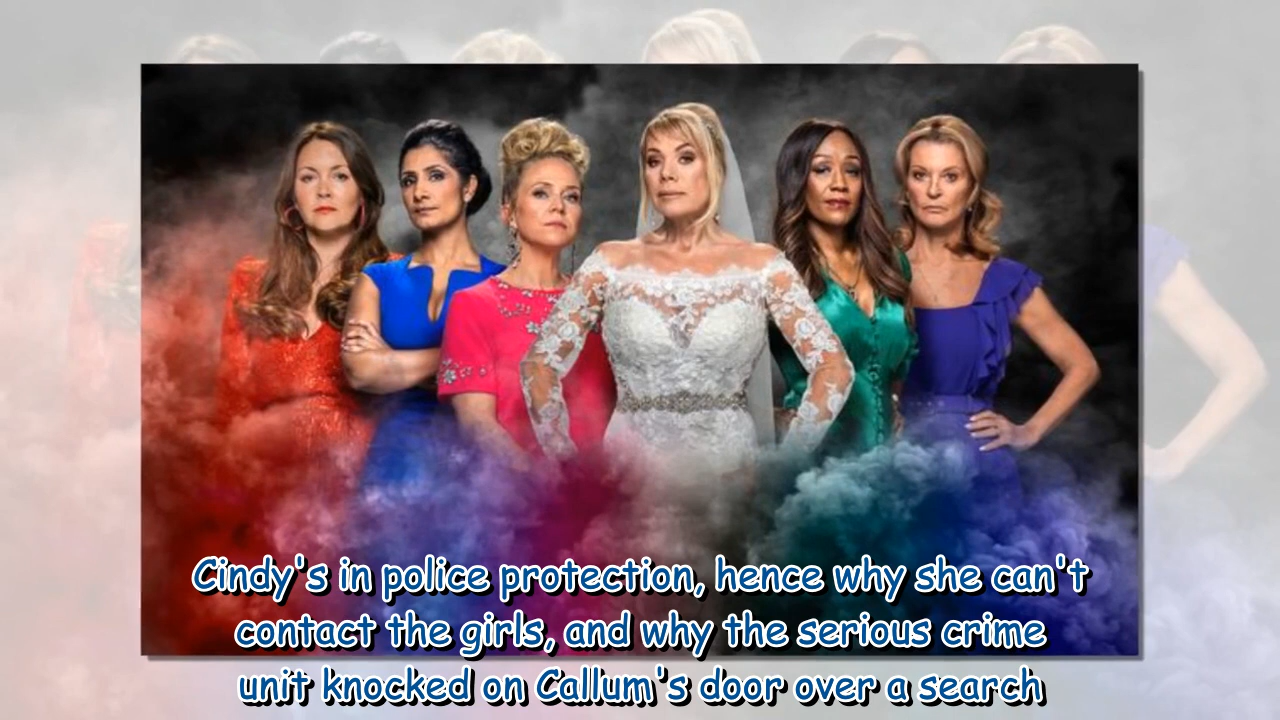 Cindy's in police protection, hence why she can't
contact the girls, and why the serious crime
unit knocked on Callum's door over a search